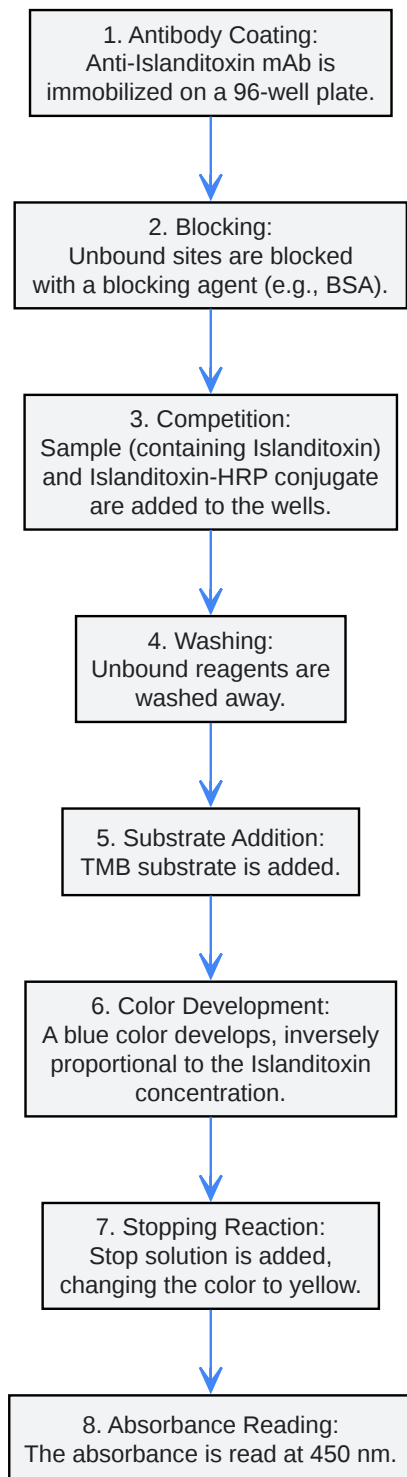 1. Antibody Coating:
Anti-Islanditoxin mAb is
immobilized on a 96-well plate.
2. Blocking:
Unbound sites are blocked
with a blocking agent (e.g., BSA).
3. Competition:
Sample (containing Islanditoxin)
and Islanditoxin-HRP conjugate
are added to the wells.
4. Washing:
Unbound reagents are
washed away.
5. Substrate Addition:
TMB substrate is added.
6. Color Development:
A blue color develops, inversely
proportional to the Islanditoxin
concentration.
7. Stopping Reaction:
Stop solution is added,
changing the color to yellow.
8. Absorbance Reading:
The absorbance is read at 450 nm.